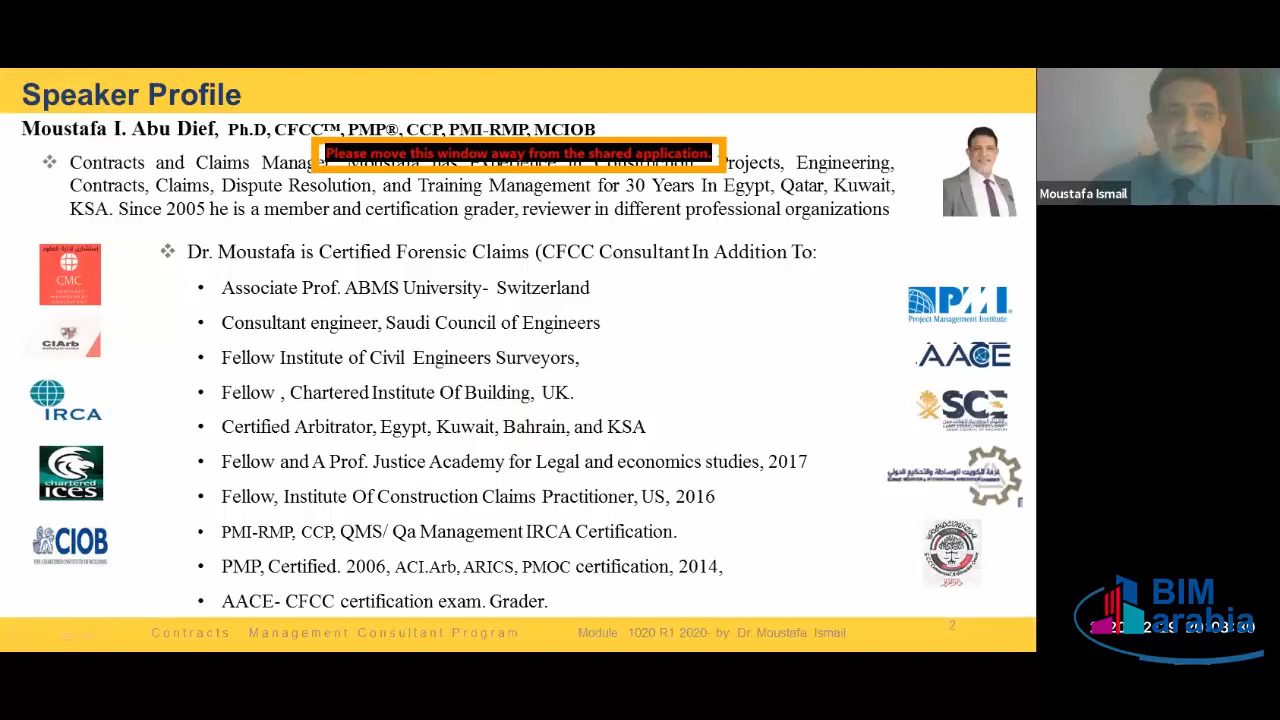 Speaker Profile
Moustafa I. Abu Dief, Ph.D, CFCC™, PMP®, CCP, PMI-RMP, MCIOB
Please move this window away from the shared application.
❖ Contracts and Claims Manager Projects, Engineering,
Contracts, Claims, Dispute Resolution, and Training Management for 30 Years In Egypt, Qatar, Kuwait,
KSA. Since 2005 he is a member and certification grader, reviewer in different professional organizations
❖ Dr. Moustafa is Certified Forensic Claims (CFCC Consultant In Addition To:
• Associate Prof. ABMS University- Switzerland
• Consultant engineer, Saudi Council of Engineers
• Fellow Institute of Civil Engineers Surveyors,
• Fellow , Chartered Institute Of Building, UK.
• Certified Arbitrator, Egypt, Kuwait, Bahrain, and KSA
• Fellow and A Prof. Justice Academy for Legal and economics studies, 2017
• Fellow, Institute Of Construction Claims Practitioner, US, 2016
• PMI-RMP, CCP, QMS/ Qa Management IRCA Certification.
• PMP, Certified. 2006, ACI.Arb, ARICS, PMOC certification, 2014,
• AACE- CFCC certification exam. Grader.
CMC
CIArb
IRCA
chartered
ices
CIOB
PMI
Project Management Institute
AACE
SCE
غرفة الكويت للوساطة والتحكيم الدولي
Contracts Management Consultant Program
Module 1020 R1 2020- by Dr. Moustafa Ismail
2
Moustafa Ismail
BIM
arabia